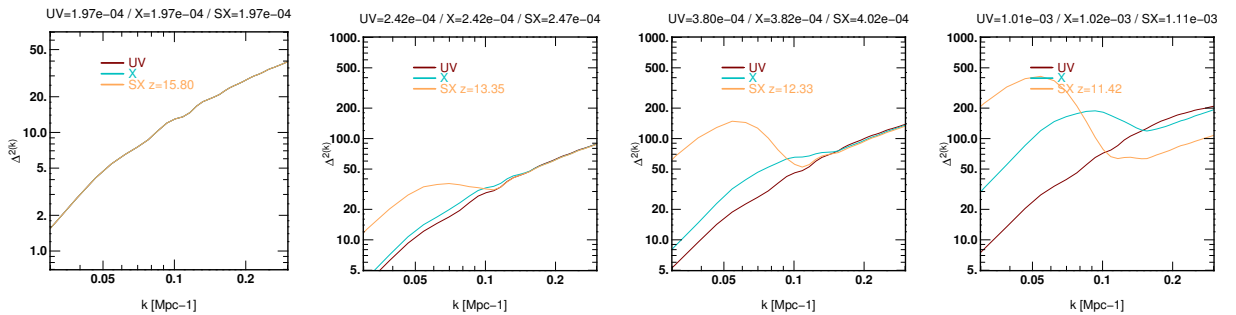 UV=1.97e−04 / X=1.97e−04 / SX=1.97e−04
50.
20.
10.0
5.
2.
1.0
Δ2(k)
UV
X
SX z=15.80
0.05
0.1
0.2
k [Mpc−1]
UV=2.42e−04 / X=2.42e−04 / SX=2.47e−04
1000.
500.
200.
100.0
50.
20.
10.0
5.
Δ2(k)
UV
X
SX z=13.35
0.05
0.1
0.2
k [Mpc−1]
UV=3.80e−04 / X=3.82e−04 / SX=4.02e−04
1000.
500.
200.
100.0
50.
20.
10.0
5.
Δ2(k)
UV
X
SX z=12.33
0.05
0.1
0.2
k [Mpc−1]
UV=1.01e−03 / X=1.02e−03 / SX=1.11e−03
1000.
500.
200.
100.0
50.
20.
10.0
5.
Δ2(k)
UV
X
SX z=11.42
0.05
0.1
0.2
k [Mpc−1]